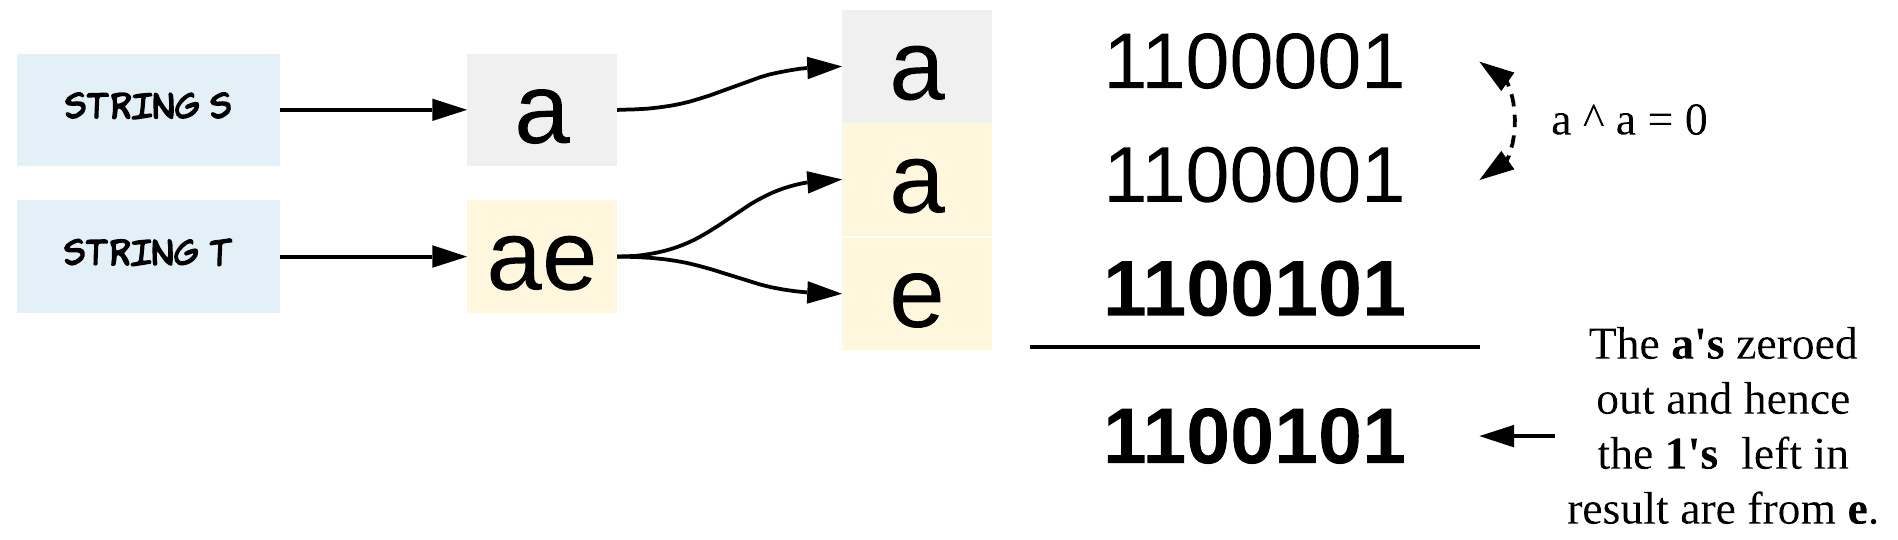 STRING S
a
a
1100001
a ^ a = 0
a
1100001
STRING T
ae
e
1100101
1100101
The a's zeroed
out and hence
the 1's left in
result are from e.